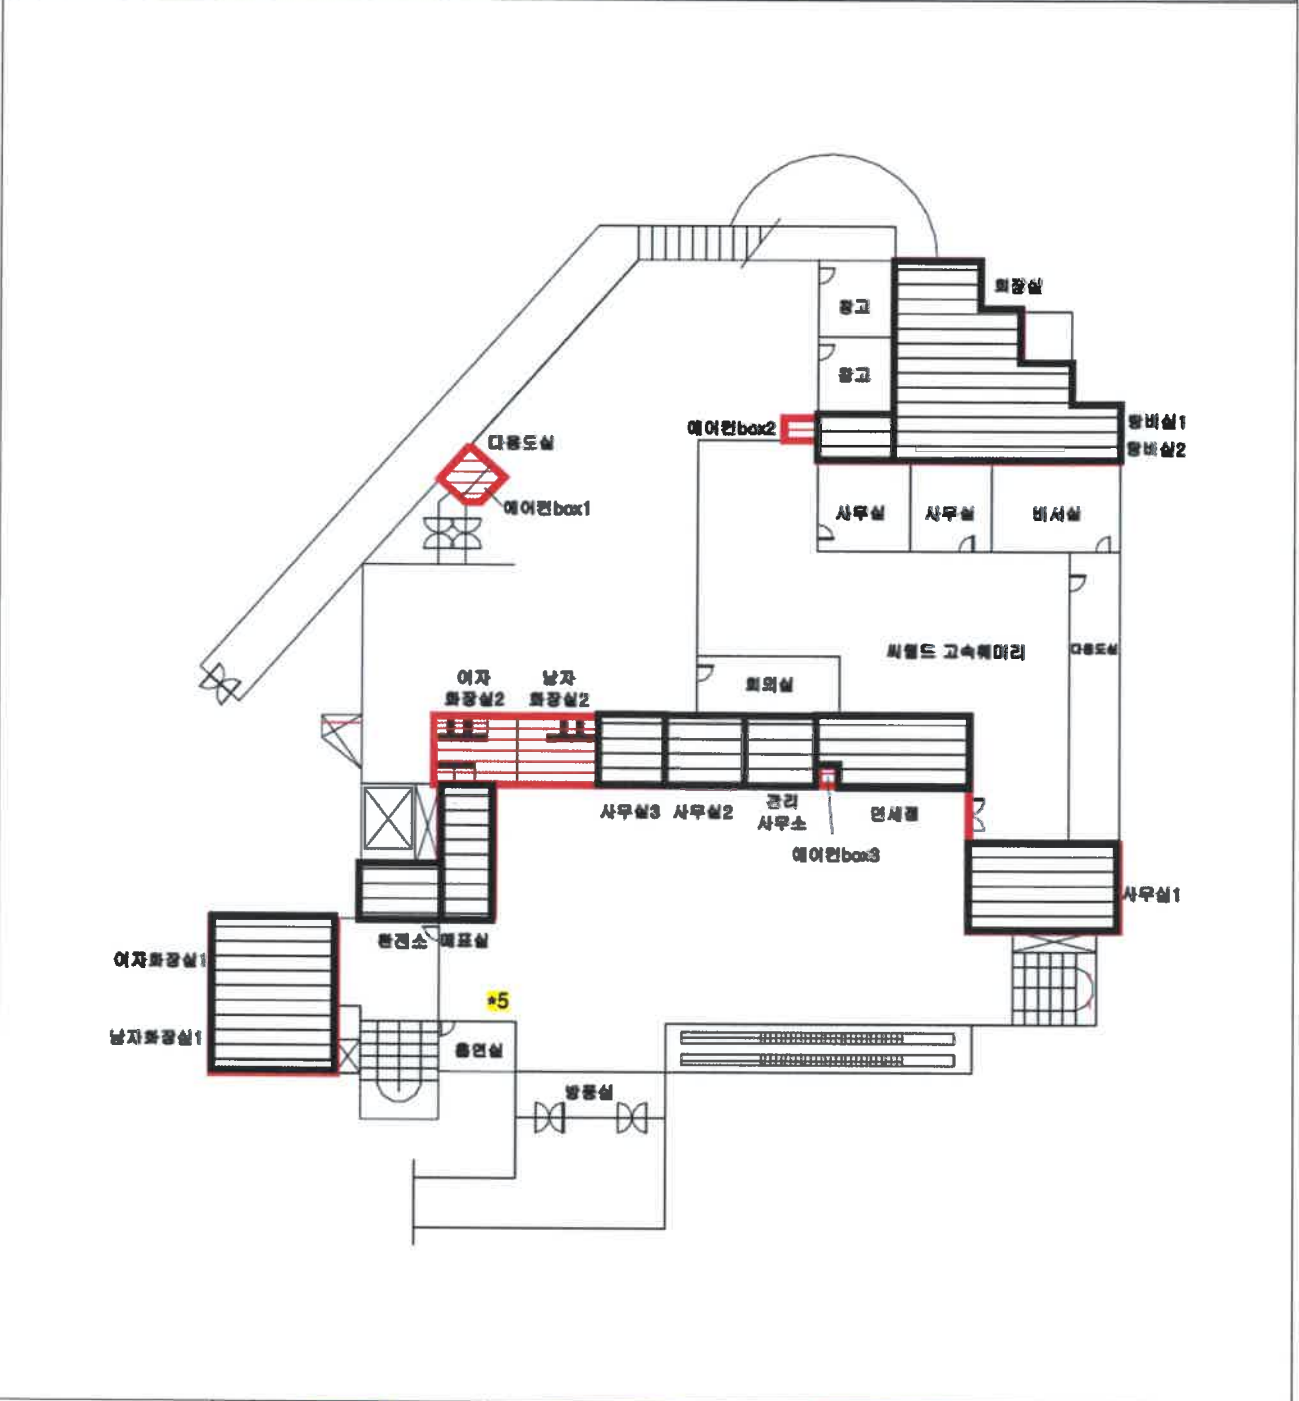 회장실
창고
창고
에어컨box2
탕비실1
탕비실2
다용도실
에어컨box1
사무실
사무실
비서실
씨월드 고속훼미리
다용도실
회의실
여자
화장실2
남자
화장실2
사무실3
사무실2
관리
사무소
면세점
에어컨box3
사무실1
환전소
매표실
여자화장실1
남자화장실1
*5
흡연실
방풍실